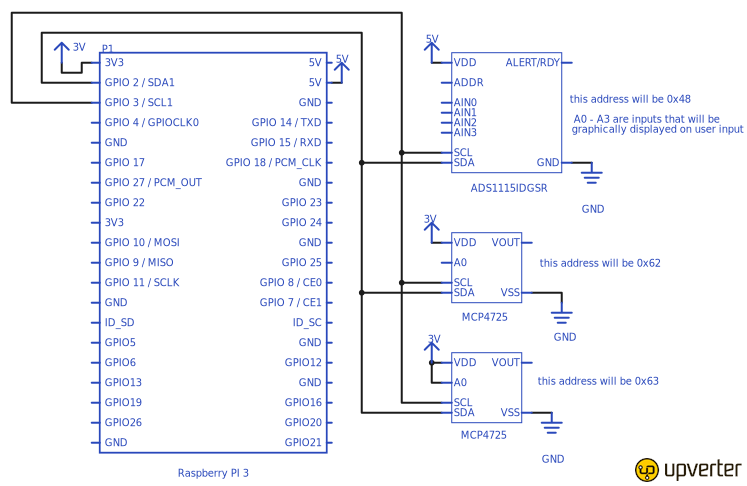 P1
3V
3V3
GPIO 2 / SDA1
GPIO 3 / SCL1
GPIO 4 / GPIOCLK0
GND
GPIO 17
GPIO 27 / PCM_OUT
GPIO 22
3V3
GPIO 10 / MOSI
GPIO 9 / MISO
GPIO 11 / SCLK
GND
ID_SD
GPIO5
GPIO6
GPIO13
GPIO19
GPIO26
GND
5V
5V
5V
GND
GPIO 14 / TXD
GPIO 15 / RXD
GPIO 18 / PCM_CLK
GND
GPIO 23
GPIO 24
GND
GPIO 25
GPIO 8 / CE0
GPIO 7 / CE1
ID_SC
GND
GPIO12
GND
GPIO16
GPIO20
GPIO21
Raspberry PI 3
5V
VDD
ADDR
AIN0
AIN1
AIN2
AIN3
SCL
SDA
ALERT/RDY
GND
ADS1115IDGSR
GND
this address will be 0x48
A0 - A3 are inputs that will be
graphically displayed on user input
3V
VDD
A0
SCL
SDA
VOUT
VSS
MCP4725
GND
this address will be 0x62
3V
VDD
A0
SCL
SDA
VOUT
VSS
MCP4725
GND
this address will be 0x63
upverter